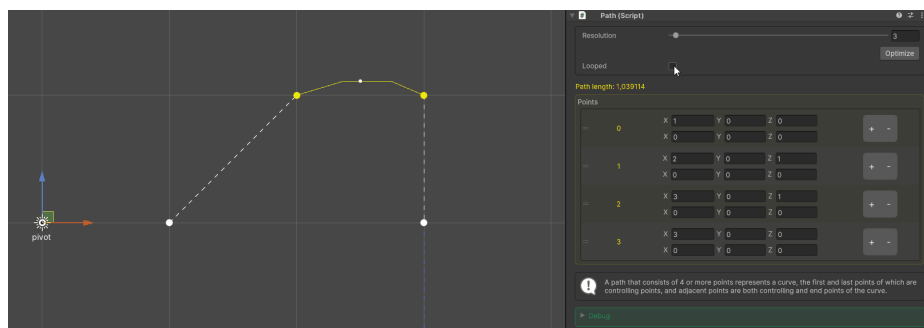 Path (Script)
Resolution 3
Optimize
Looped
Path length: 1,039114
Points
0 X 1 Y 0 Z 0 + -
X 0 Y 0 Z 0
1 X 2 Y 0 Z 1 + -
X 0 Y 0 Z 0
2 X 3 Y 0 Z 1 + -
X 0 Y 0 Z 0
3 X 3 Y 0 Z 0 + -
X 0 Y 0 Z 0
A path that consists of 4 or more points represents a curve, the first and last points of which are
controlling points, and adjacent points are both controlling and end points of the curve.
Debug
pivot